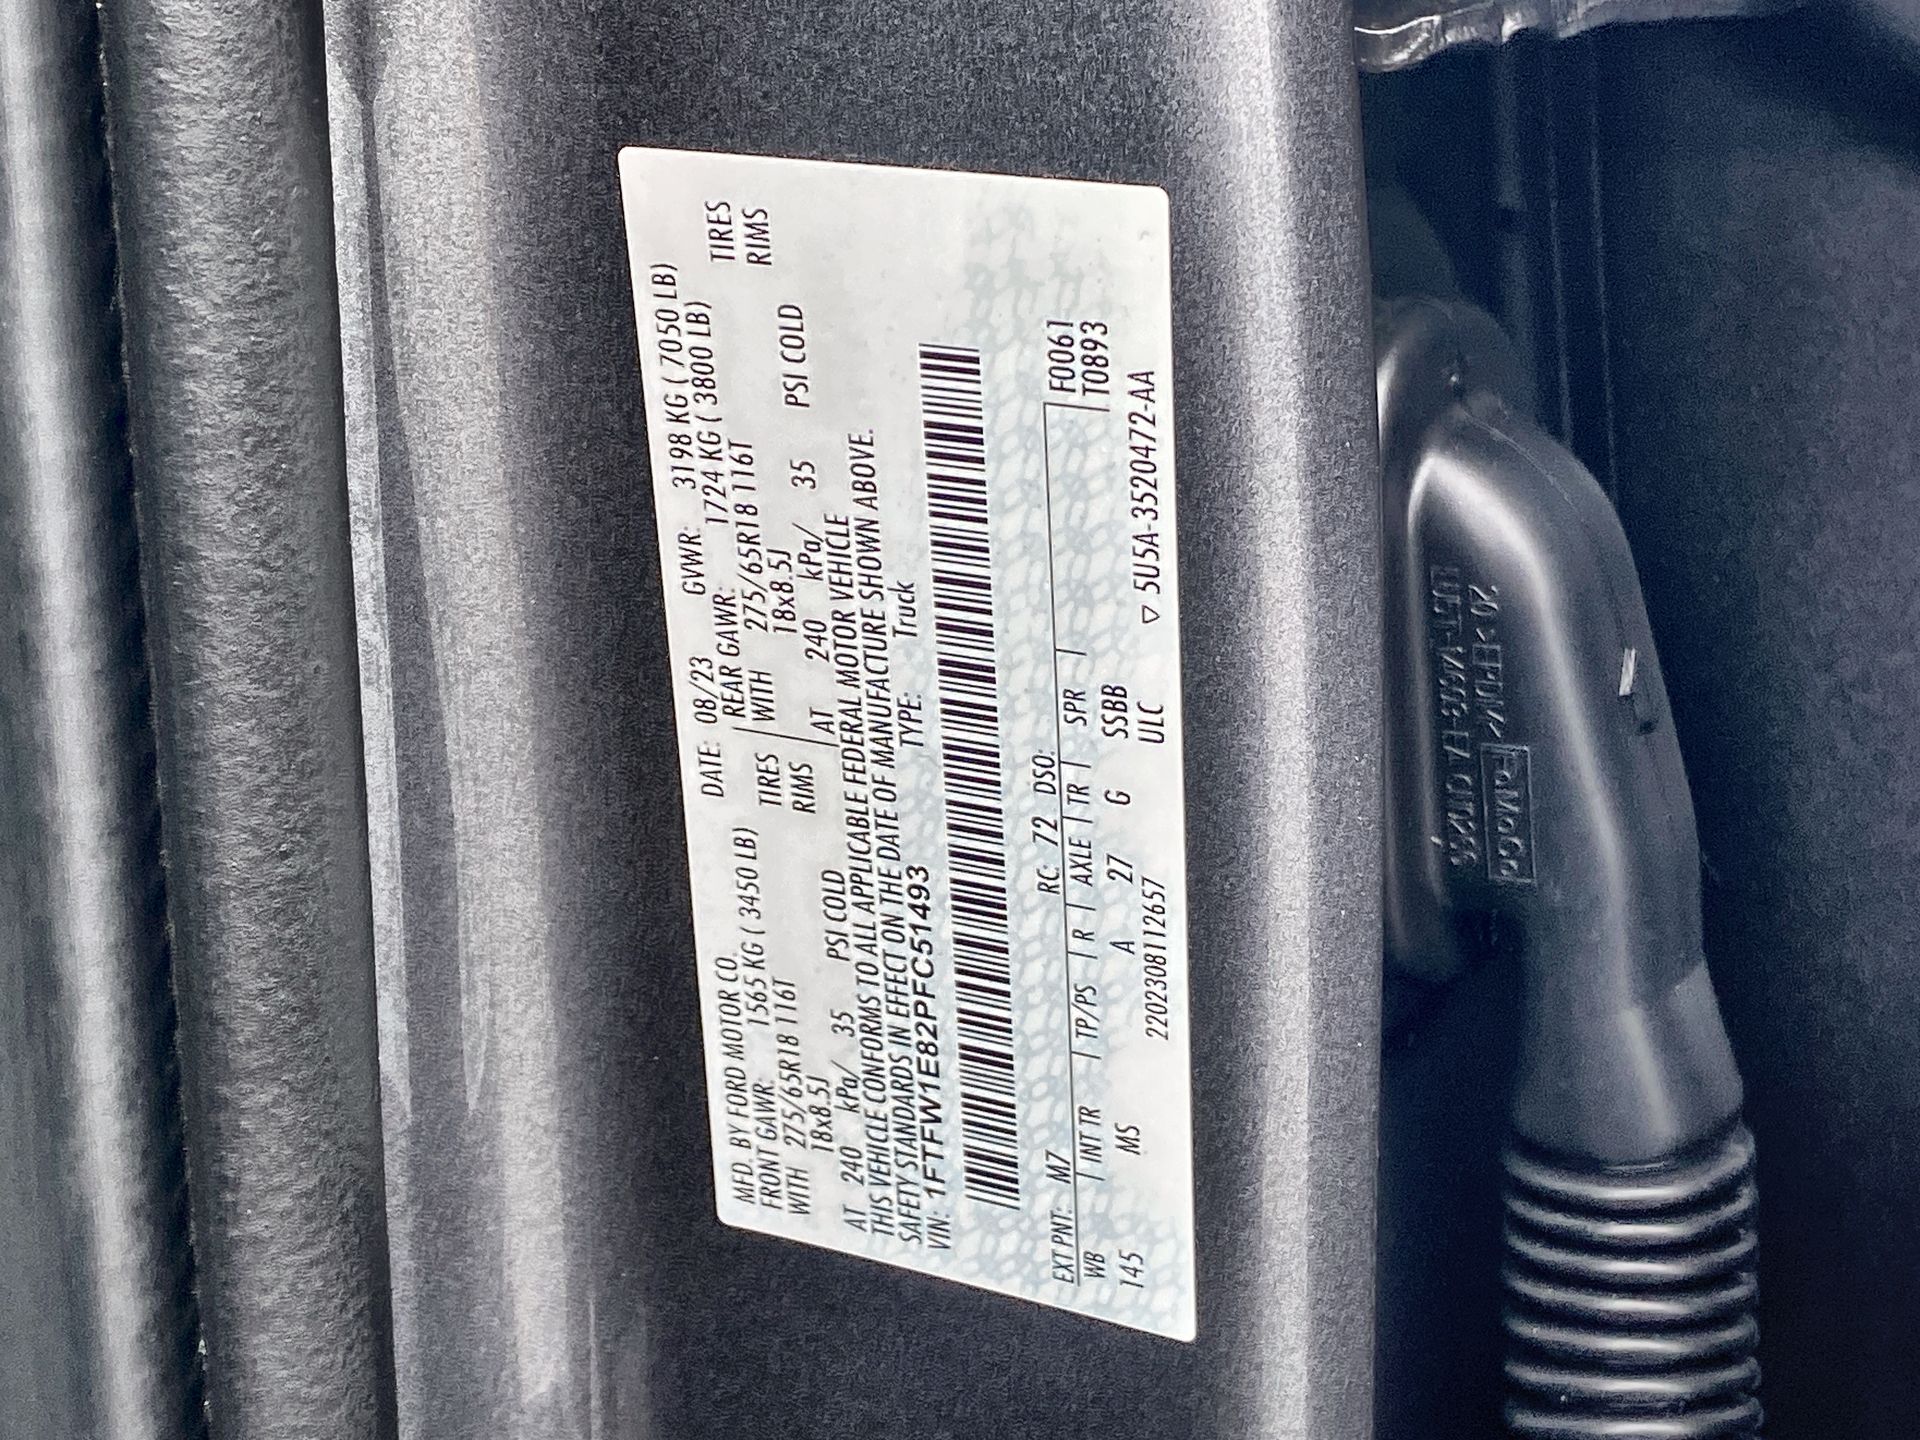 MFD. BY FORD MOTOR CO. DATE: 08/23 GVWR: 3198 KG ( 7050 LB)
FRONT GAWR: 1565 KG ( 3450 LB) REAR GAWR: 1724 KG ( 3800 LB)
WITH 275/65R18 116T TIRES WITH 275/65R18 116T TIRES
18x8.5J RIMS 18x8.5J RIMS
AT 240 kPa/ 35 PSI COLD AT 240 kPa/ 35 PSI COLD
THIS VEHICLE CONFORMS TO ALL APPLICABLE FEDERAL MOTOR VEHICLE
SAFETY STANDARDS IN EFFECT ON THE DATE OF MANUFACTURE SHOWN ABOVE.
VIN: 1FTFW1E82PFC51493 TYPE: Truck
EXT PNT: M7 RC: 72 DSO: F0061
WB INT TR TP/PS R AXLE TR SPR T0893
145 MS A 27 G SSBB
22023081 12657 ULC ▽ 5U5A-3520472-AA
FoMoCo